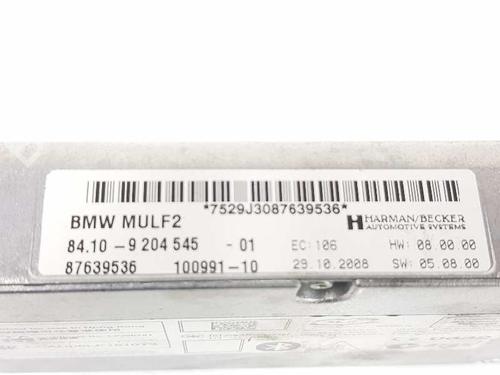 *7529J3087639536*
BMW MULF2
HARMAN/BECKER
AUTOMOTIVE SYSTEMS
84.10 -9 204 545 -01 EC:106 HW: 08.00.00
87639536 100991-10 29.10.2008 SW: 05.08.00